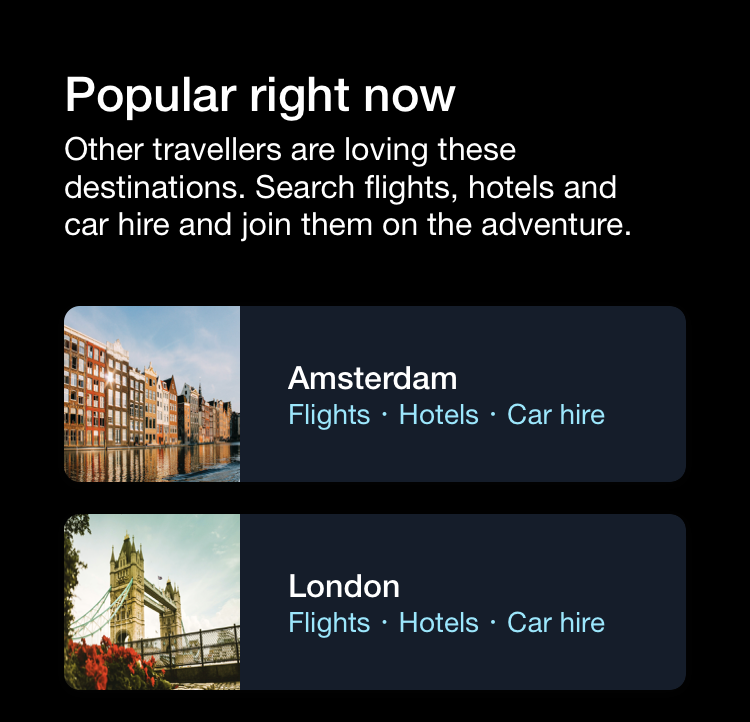 Popular right now
Other travellers are loving these
destinations. Search flights, hotels and
car hire and join them on the adventure.
Amsterdam
Flights · Hotels · Car hire
London
Flights · Hotels · Car hire